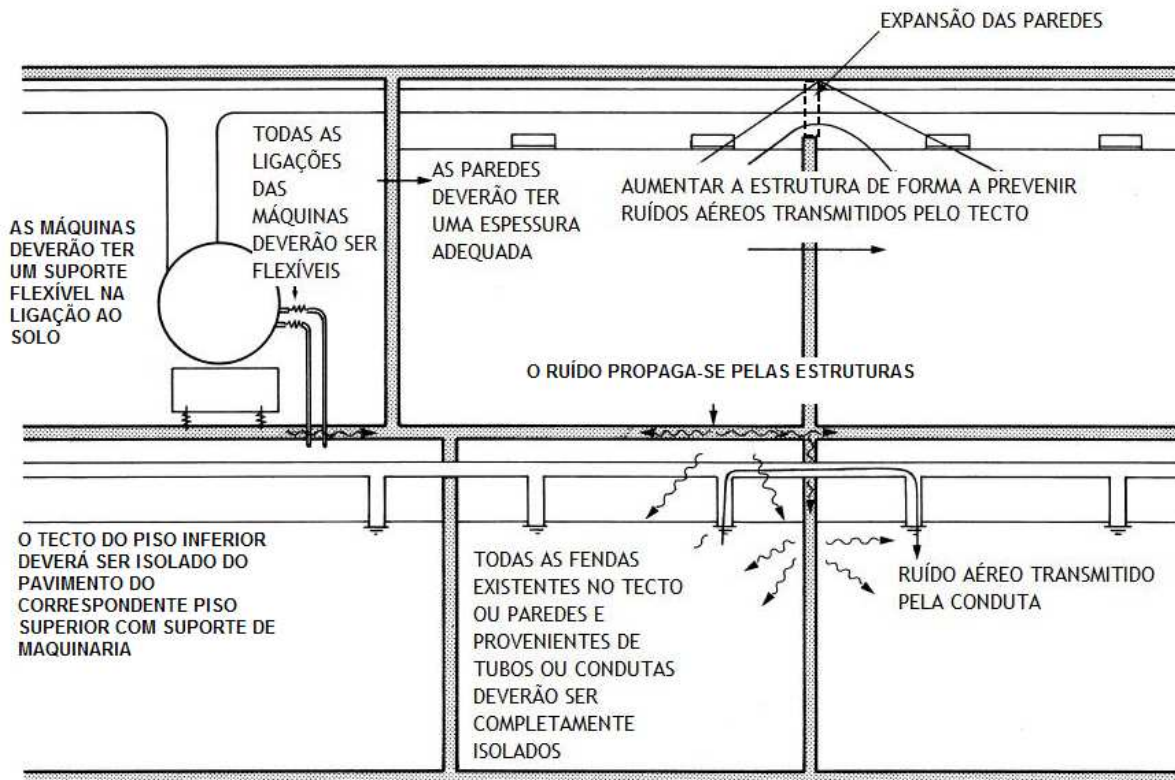 EXPANSÃO DAS PAREDES
TODAS AS
LIGAÇÕES
DAS
MÁQUINAS
DEVERÃO SER
FLEXÍVEIS
AS PAREDES
DEVERÃO TER
UMA ESPESSURA
ADEQUADA
AUMENTAR A ESTRUTURA DE FORMA A PREVENIR
RUÍDOS AÉREOS TRANSMITIDOS PELO TECTO
AS MÁQUINAS
DEVERÃO TER
UM SUPORTE
FLEXÍVEL NA
LIGAÇÃO AO
SOLO
O RUÍDO PROPAGA-SE PELAS ESTRUTURAS
O TECTO DO PISO INFERIOR
DEVERÁ SER ISOLADO DO
PAVIMENTO DO
CORRESPONDENTE PISO
SUPERIOR COM SUPORTE DE
MAQUINARIA
TODAS AS FENDAS
EXISTENTES NO TECTO
OU PAREDES E
PROVENIENTES DE
TUBOS OU CONDUTAS
DEVERÃO SER
COMPLETAMENTE
ISOLADOS
RUÍDO AÉREO TRANSMITIDO
PELA CONDUTA